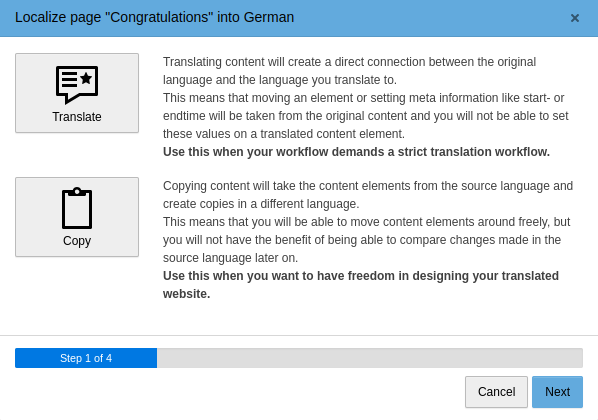 Localize page "Congratulations" into German
×
Translate
Translating content will create a direct connection between the original
language and the language you translate to.
This means that moving an element or setting meta information like start- or
endtime will be taken from the original content and you will not be able to set
these values on a translated content element.
Use this when your workflow demands a strict translation workflow.
Copy
Copying content will take the content elements from the source language and
create copies in a different language.
This means that you will be able to move content elements around freely, but
you will not have the benefit of being able to compare changes made in the
source language later on.
Use this when you want to have freedom in designing your translated
website.
Step 1 of 4
Cancel
Next